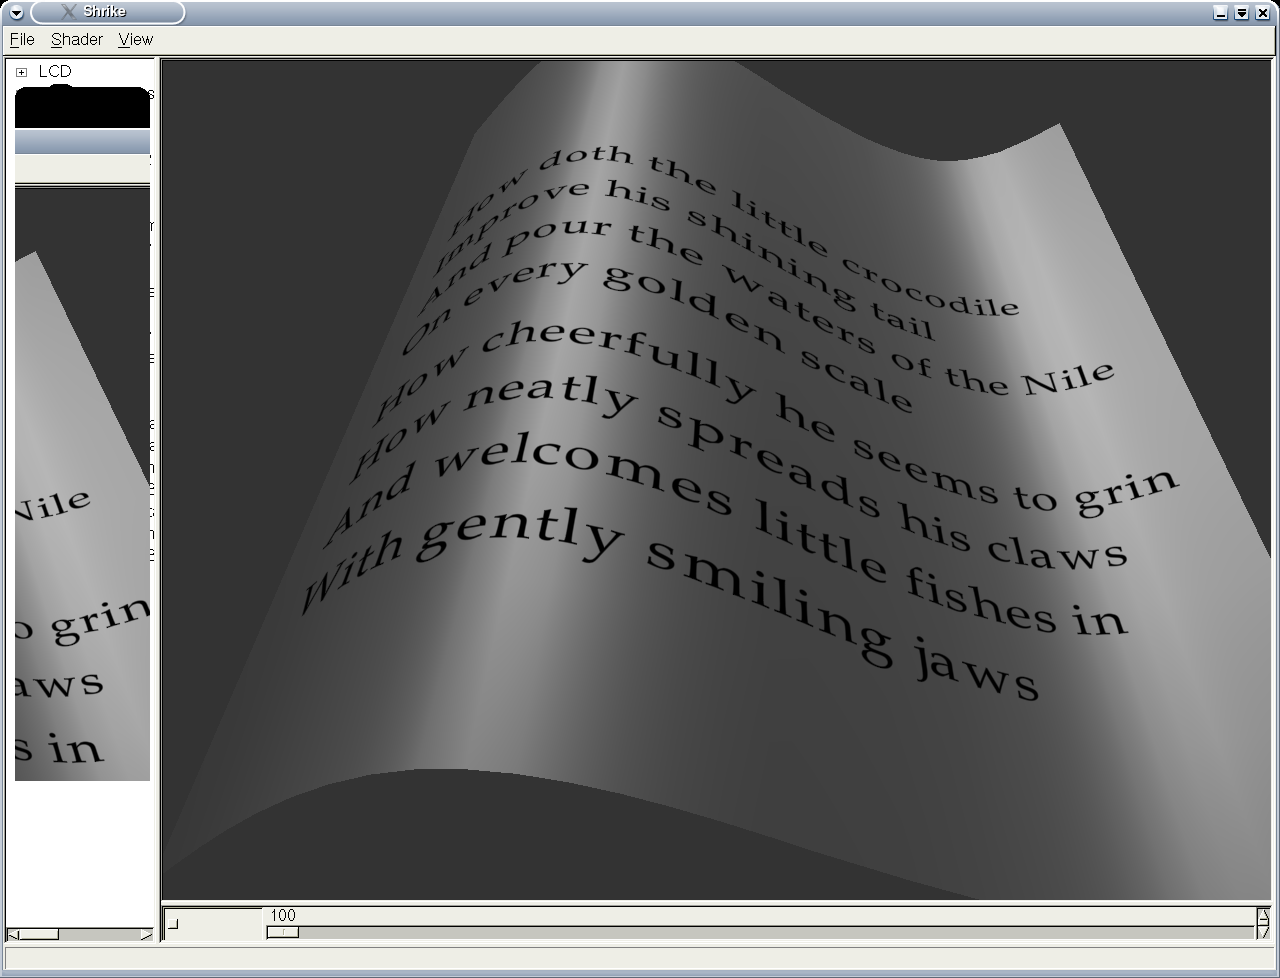 Shrike
File Shader View
LCD
How doth the little crocodile
Improve his shining tail
And pour the Waters of the Nile
On every golden scale
How cheerfully he seems to grin
How neatly spreads his claws
And welcomes little fishes in
With gently smiling jaws
Nile
grin
in
100